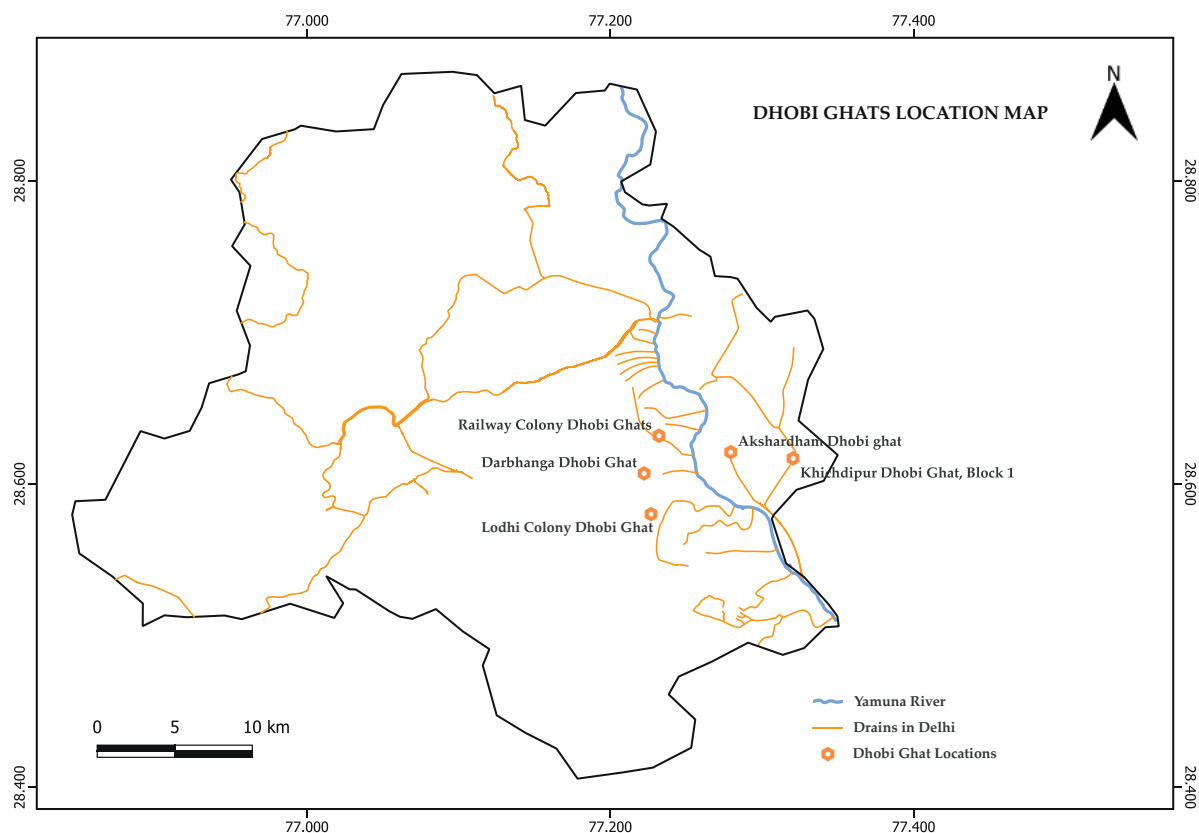 77.000 77.200 77.400
N
DHOBI GHATS LOCATION MAP
28.800 28.800
Railway Colony Dhobi Ghats
Akshardham Dhobi ghat
Darbhanga Dhobi Ghat
Khichdipur Dhobi Ghat, Block 1
28.600 28.600
Lodhi Colony Dhobi Ghat
Yamuna River
Drains in Delhi
Dhobi Ghat Locations
0 5 10 km
28.400 28.400
77.000 77.200 77.400